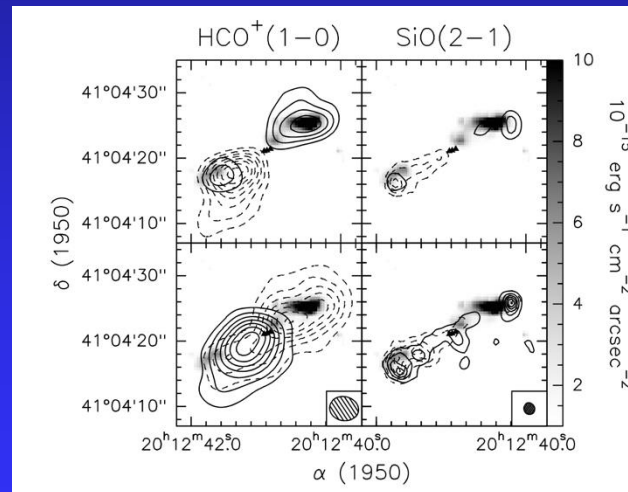 HCO⁺(1−0) SiO(2−1)
41°04'30"
41°04'20"
41°04'10"
41°04'30"
41°04'20"
41°04'10"
δ (1950)
20ʰ12ᵐ42ˢ.0 20ʰ12ᵐ40ˢ.0 20ʰ12ᵐ40ˢ.0
α (1950)
10
8
6
4
2
erg s⁻¹ cm⁻² arcsec⁻²